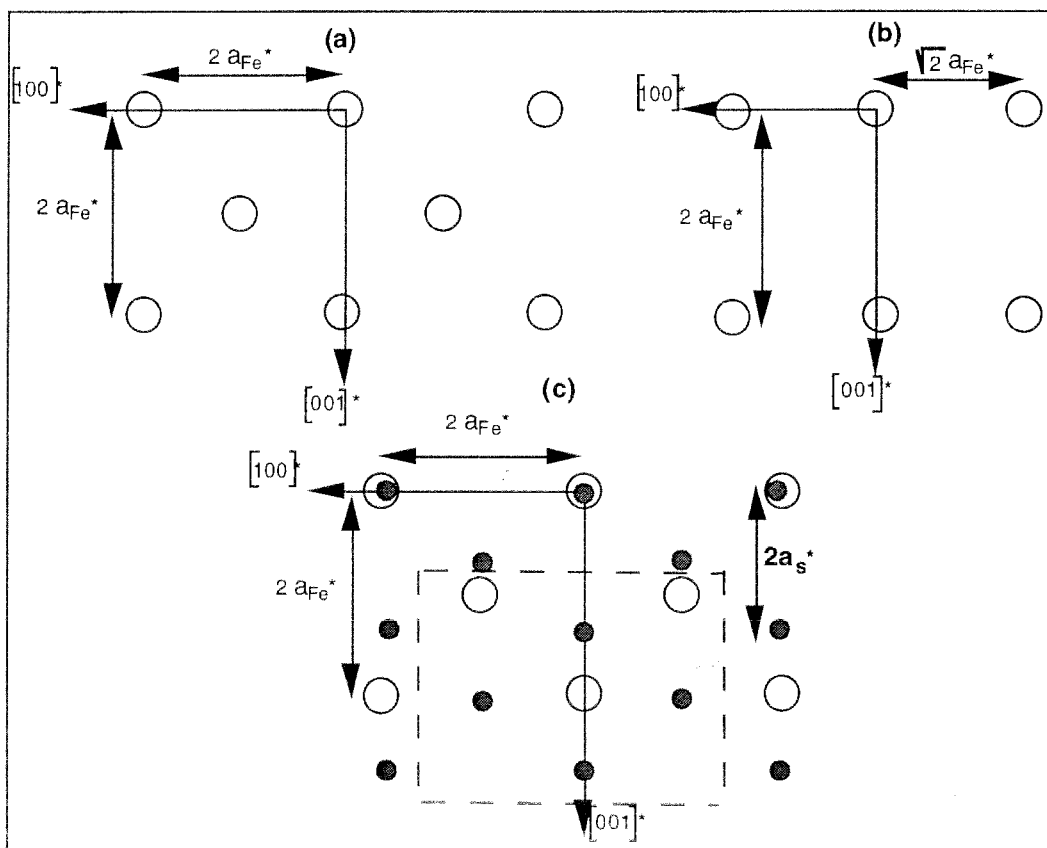 (a)
2 aFe*
[100]*
2 aFe*
[001]*
(b)
√2 aFe*
[100]*
2 aFe*
[001]*
(c)
2 aFe*
[100]*
2 aFe*
2as*
[001]*